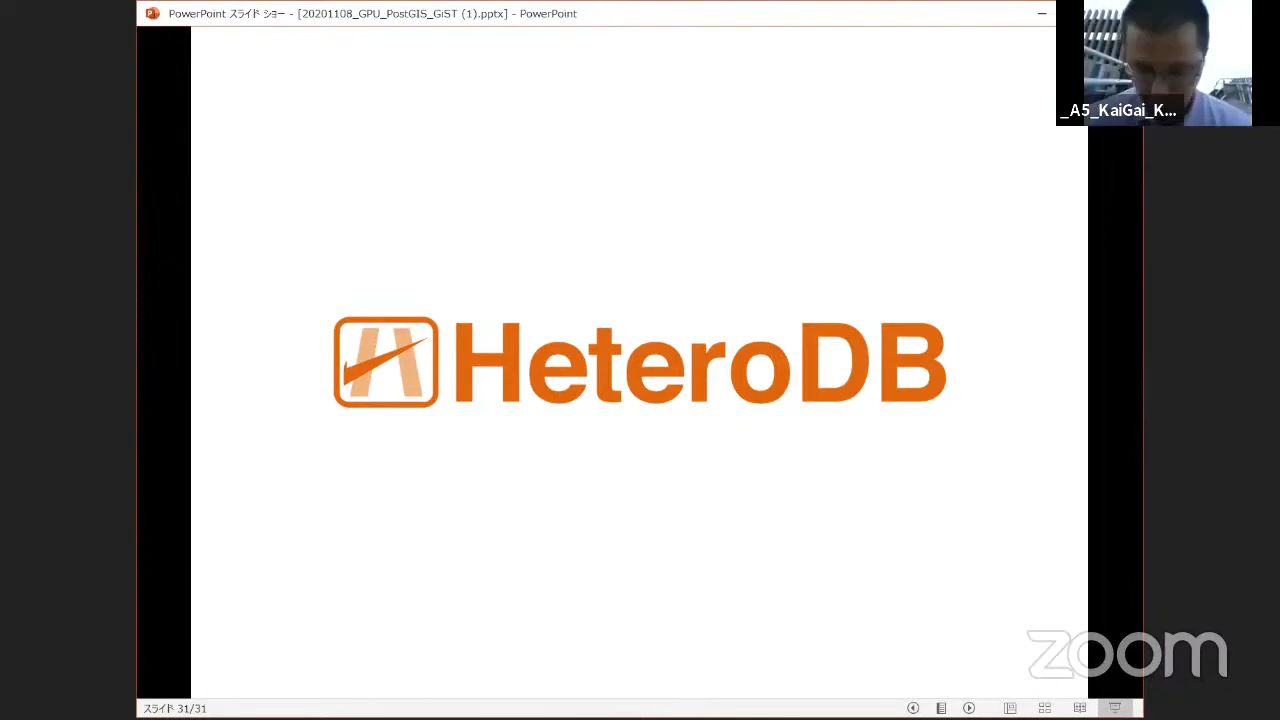 PowerPoint スライド ショー - [20201108_GPU_PostGIS_GiST (1).pptx] - PowerPoint
_A5_KaiGai_K...
HeteroDB
zoom
スライド 31/31